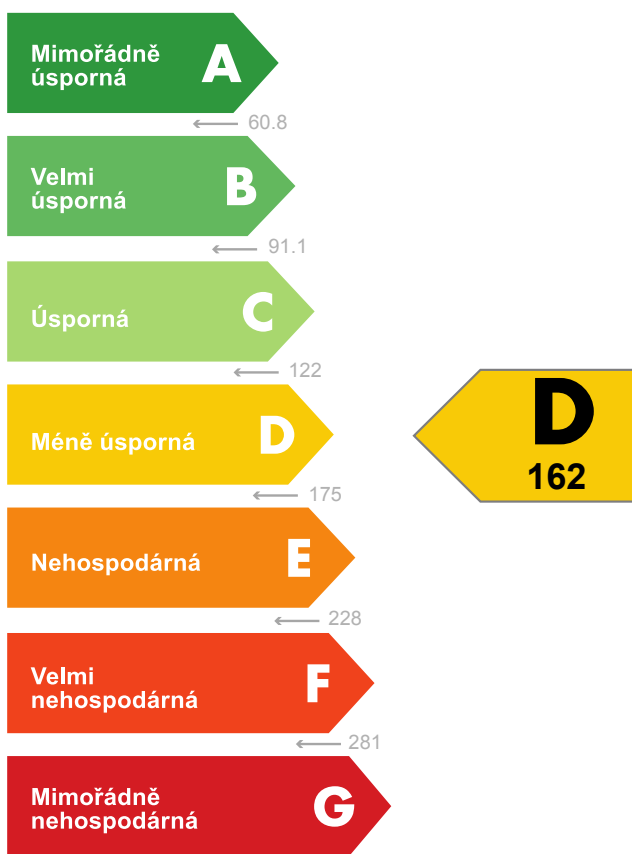 Mimořádně
úsporná
A
← 60.8
Velmi
úsporná
B
← 91.1
Úsporná
C
← 122
Méně úsporná
D
← 175
D
162
Nehospodárná
E
← 228
Velmi
nehospodárná
F
← 281
Mimořádně
nehospodárná
G